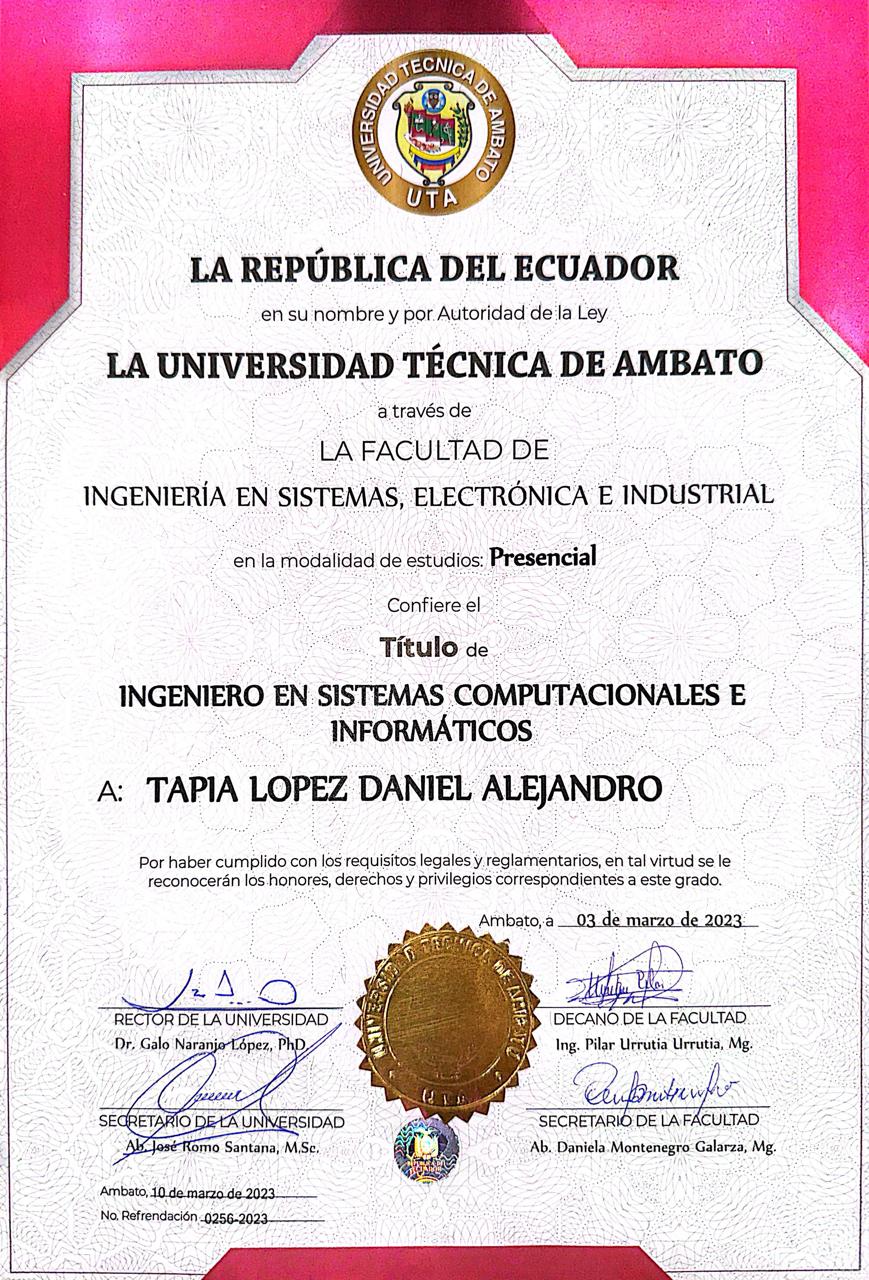 UNIVERSIDAD TECNICA DE AMBATO
UTA
LA REPÚBLICA DEL ECUADOR
en su nombre y por Autoridad de la Ley
LA UNIVERSIDAD TÉCNICA DE AMBATO
a través de
LA FACULTAD DE
INGENIERÍA EN SISTEMAS, ELECTRÓNICA E INDUSTRIAL
en la modalidad de estudios: Presencial
Confiere el
Título de
INGENIERO EN SISTEMAS COMPUTACIONALES E
INFORMÁTICOS
A: TAPIA LOPEZ DANIEL ALEJANDRO
Por haber cumplido con los requisitos legales y reglamentarios, en tal virtud se le
reconocerán los honores, derechos y privilegios correspondientes a este grado.
Ambato, a 03 de marzo de 2023
UNIVERSIDAD TECNICA DE AMBATO
UTA
RECTOR DE LA UNIVERSIDAD
Dr. Galo Naranjo López, PhD.
DECANO DE LA FACULTAD
Ing. Pilar Urrutia Urrutia, Mg.
SECRETARIO DE LA UNIVERSIDAD
Ab. José Romo Santana, M.Sc.
SECRETARIO DE LA FACULTAD
Ab. Daniela Montenegro Galarza, Mg.
Ambato, 10 de marzo de 2023
No. Refrendación 0256-2023